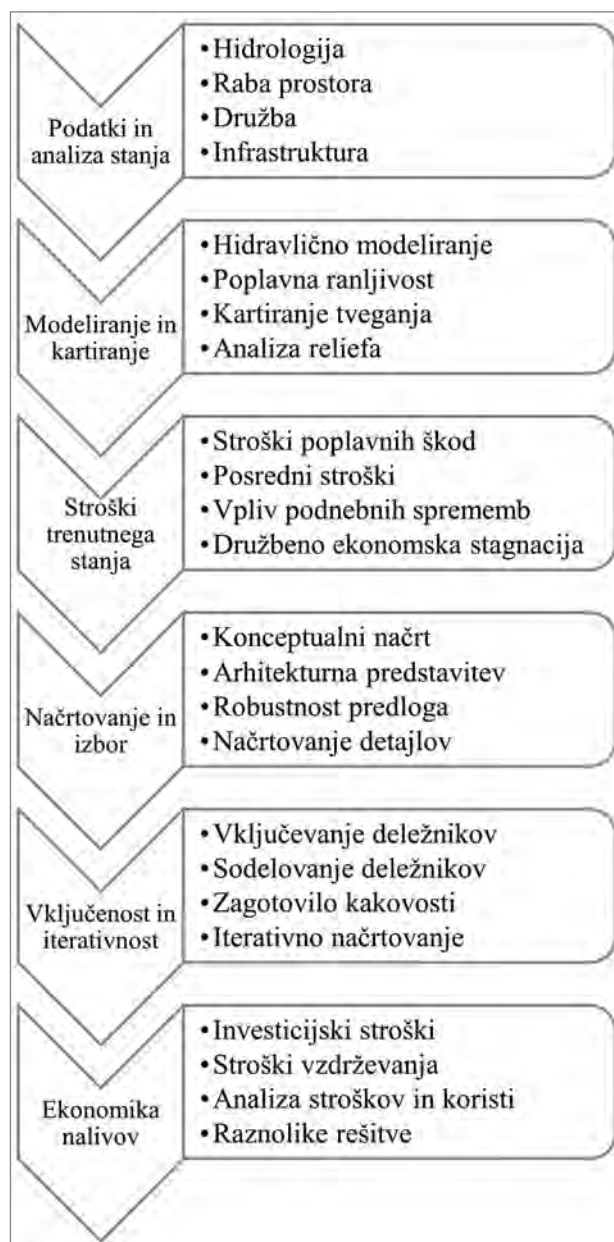 Podatki in
analiza stanja
•Hidrologija
•Raba prostora
•Družba
•Infrastruktura
Modeliranje in
kartiranje
•Hidravlično modeliranje
•Poplavna ranljivost
•Kartiranje tveganja
•Analiza reliefa
Stroški
trenutnega
stanja
•Stroški poplavnih škod
•Posredni stroški
•Vpliv podnebnih sprememb
•Družbeno ekonomska stagnacija
Načrtovanje in
izbor
•Konceptualni načrt
•Arhitekturna predstavitev
•Robustnost predloga
•Načrtovanje detajlov
Vključenost in
iterativnost
•Vključevanje deležnikov
•Sodelovanje deležnikov
•Zagotovilo kakovosti
•Iterativno načrtovanje
Ekonomika
nalivov
•Investicijski stroški
•Stroški vzdrževanja
•Analiza stroškov in koristi
•Raznolike rešitve